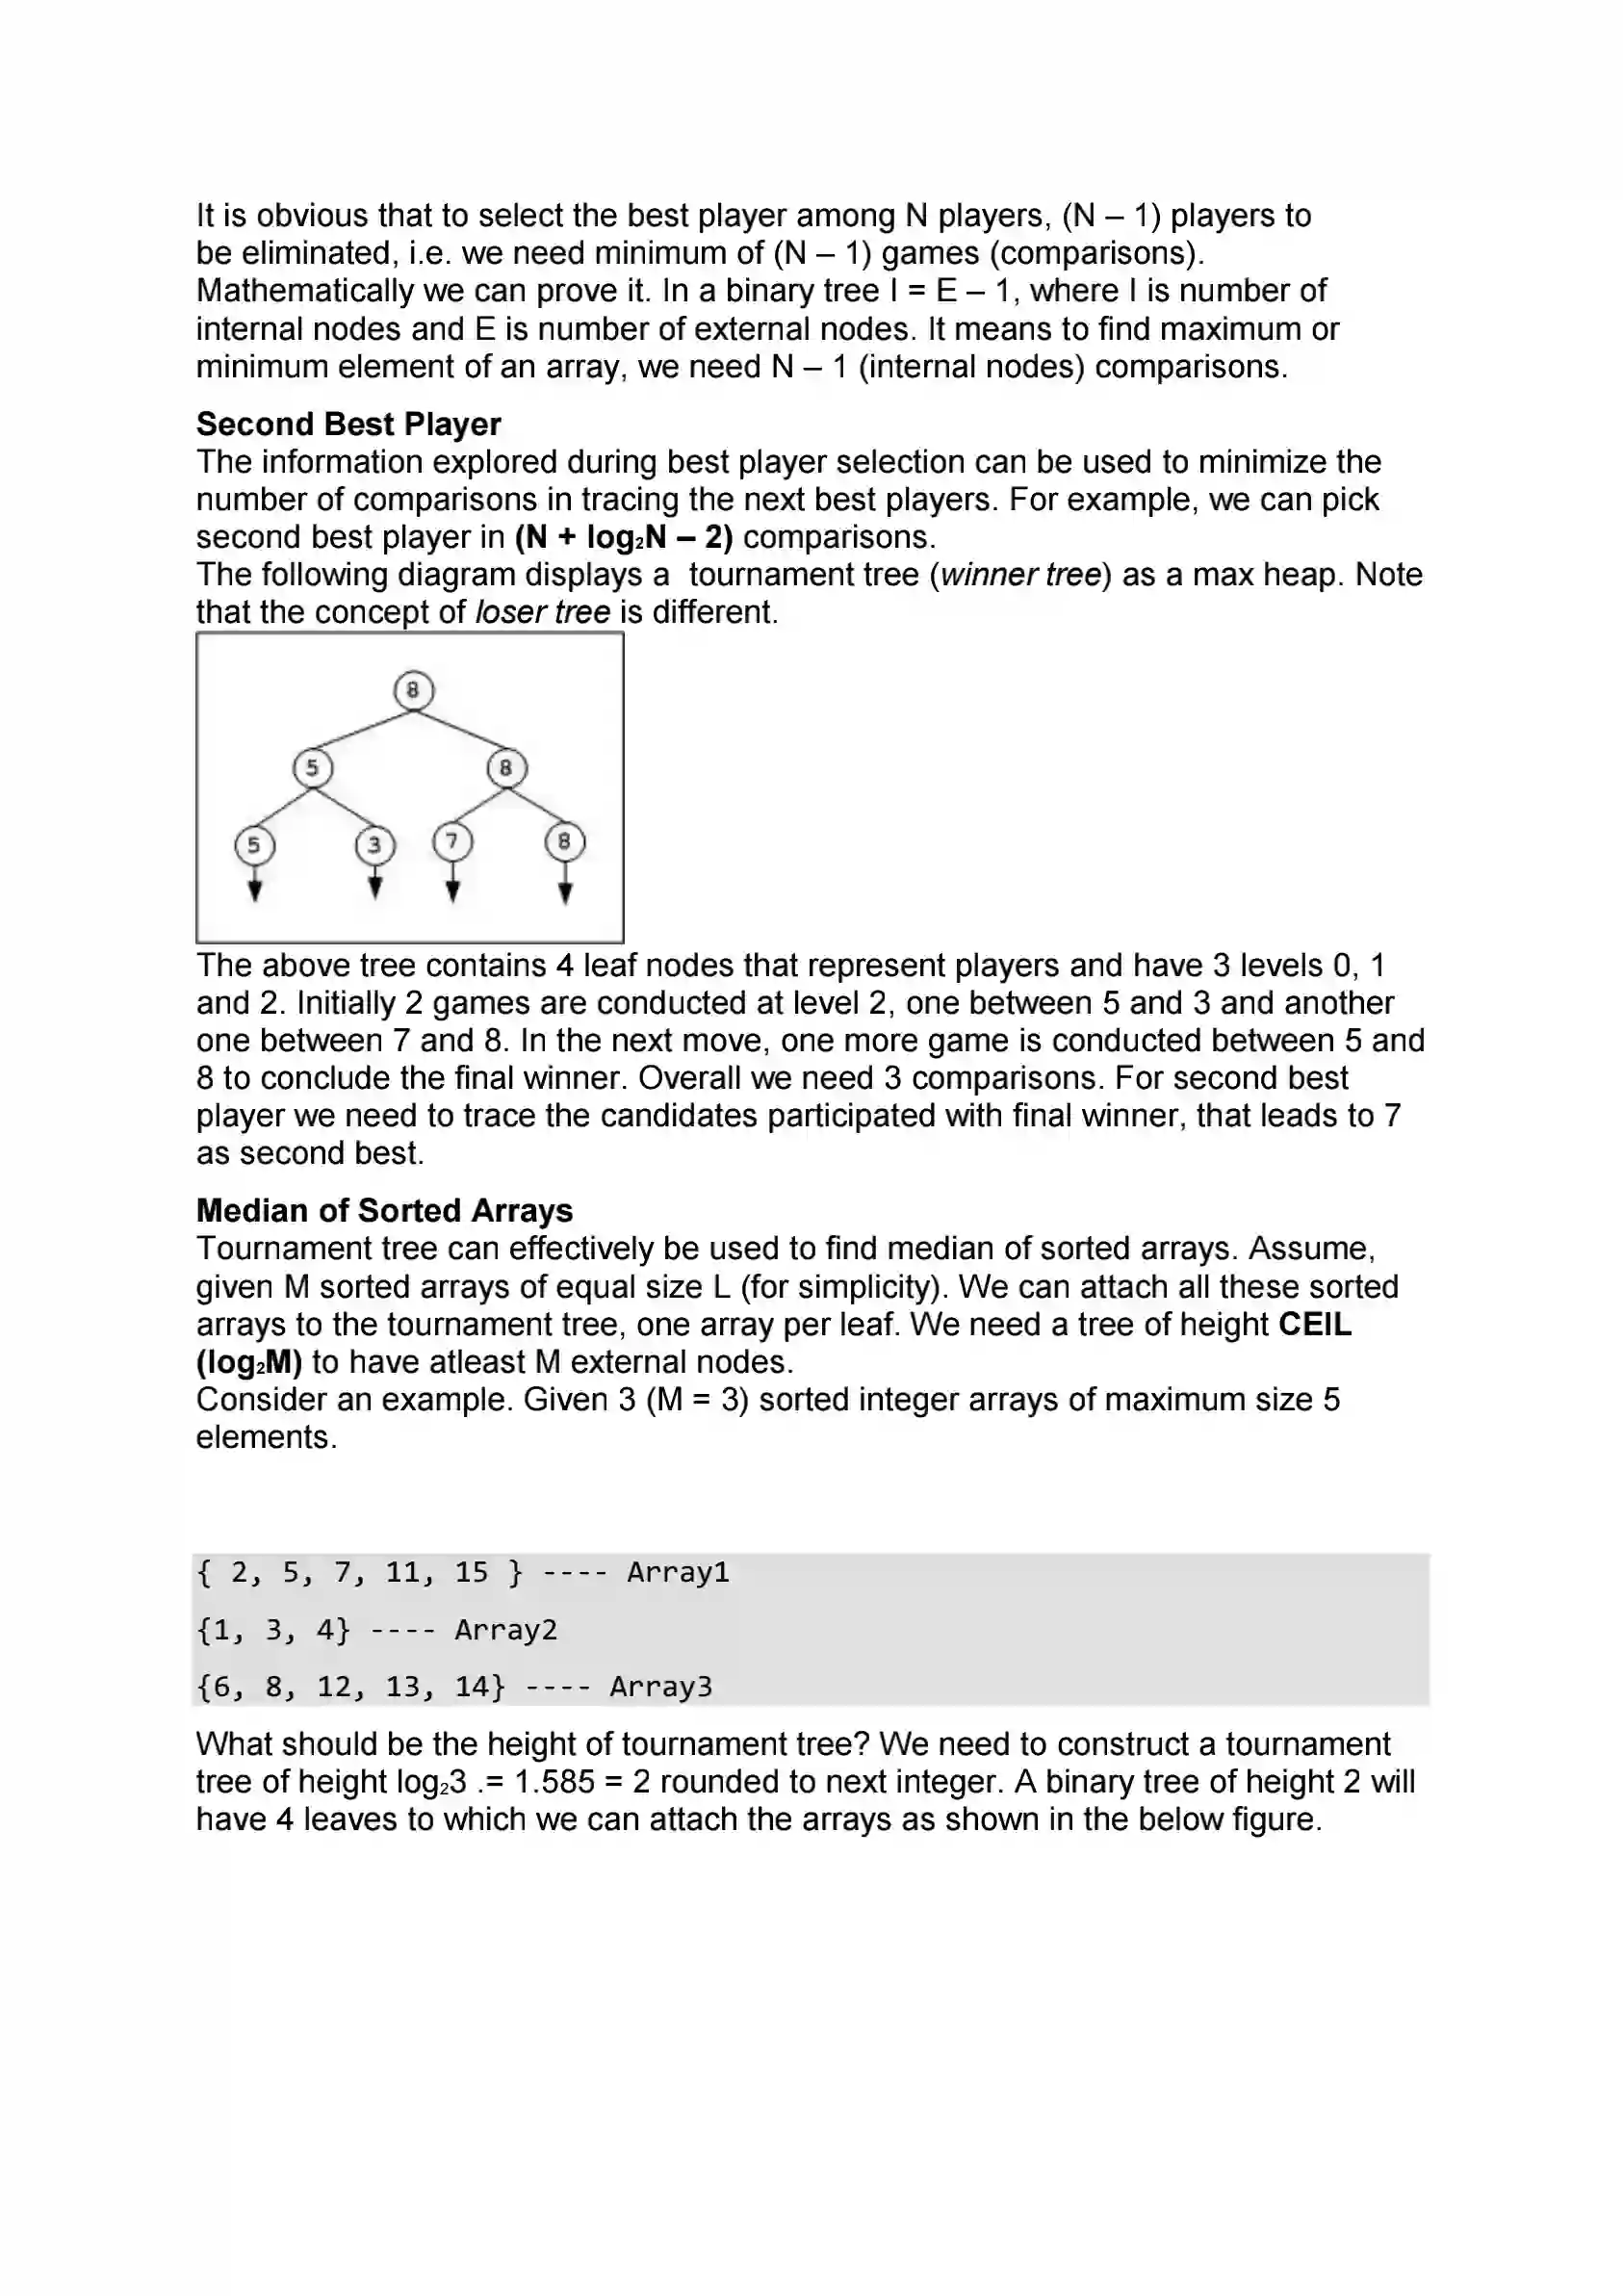 It is obvious that to select the best player among N players, (N – 1) players to
be eliminated, i.e. we need minimum of (N – 1) games (comparisons).
Mathematically we can prove it. In a binary tree I = E – 1, where I is number of
internal nodes and E is number of external nodes. It means to find maximum or
minimum element of an array, we need N – 1 (internal nodes) comparisons.
Second Best Player
The information explored during best player selection can be used to minimize the
number of comparisons in tracing the next best players. For example, we can pick
second best player in (N + log₂N – 2) comparisons.
The following diagram displays a  tournament tree (winner tree) as a max heap. Note
that the concept of loser tree is different.
8
5 8
5 3 7 8
The above tree contains 4 leaf nodes that represent players and have 3 levels 0, 1
and 2. Initially 2 games are conducted at level 2, one between 5 and 3 and another
one between 7 and 8. In the next move, one more game is conducted between 5 and
8 to conclude the final winner. Overall we need 3 comparisons. For second best
player we need to trace the candidates participated with final winner, that leads to 7
as second best.
Median of Sorted Arrays
Tournament tree can effectively be used to find median of sorted arrays. Assume,
given M sorted arrays of equal size L (for simplicity). We can attach all these sorted
arrays to the tournament tree, one array per leaf. We need a tree of height CEIL
(log₂M) to have atleast M external nodes.
Consider an example. Given 3 (M = 3) sorted integer arrays of maximum size 5
elements.
{ 2, 5, 7, 11, 15 } ---- Array1
{1, 3, 4} ---- Array2
{6, 8, 12, 13, 14} ---- Array3
What should be the height of tournament tree? We need to construct a tournament
tree of height log₂3 .= 1.585 = 2 rounded to next integer. A binary tree of height 2 will
have 4 leaves to which we can attach the arrays as shown in the below figure.